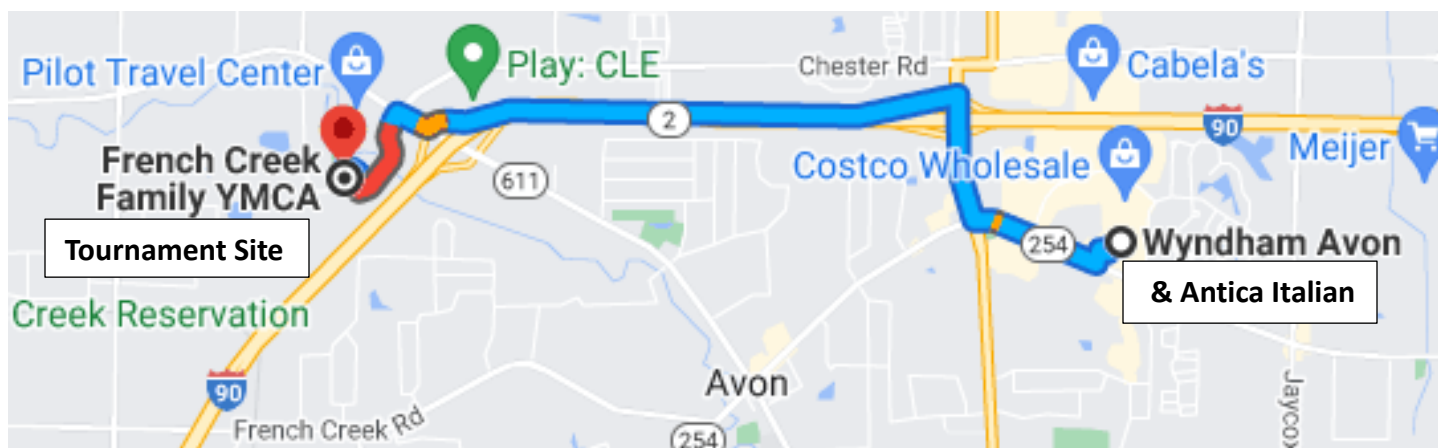 Pilot Travel Center
Play: CLE
Chester Rd
Cabela's
2
90
Meijer
French Creek
Family YMCA
611
Costco Wholesale
Tournament Site
254
Wyndham Avon
& Antica Italian
Creek Reservation
90
Avon
French Creek Rd
254
Jaycox